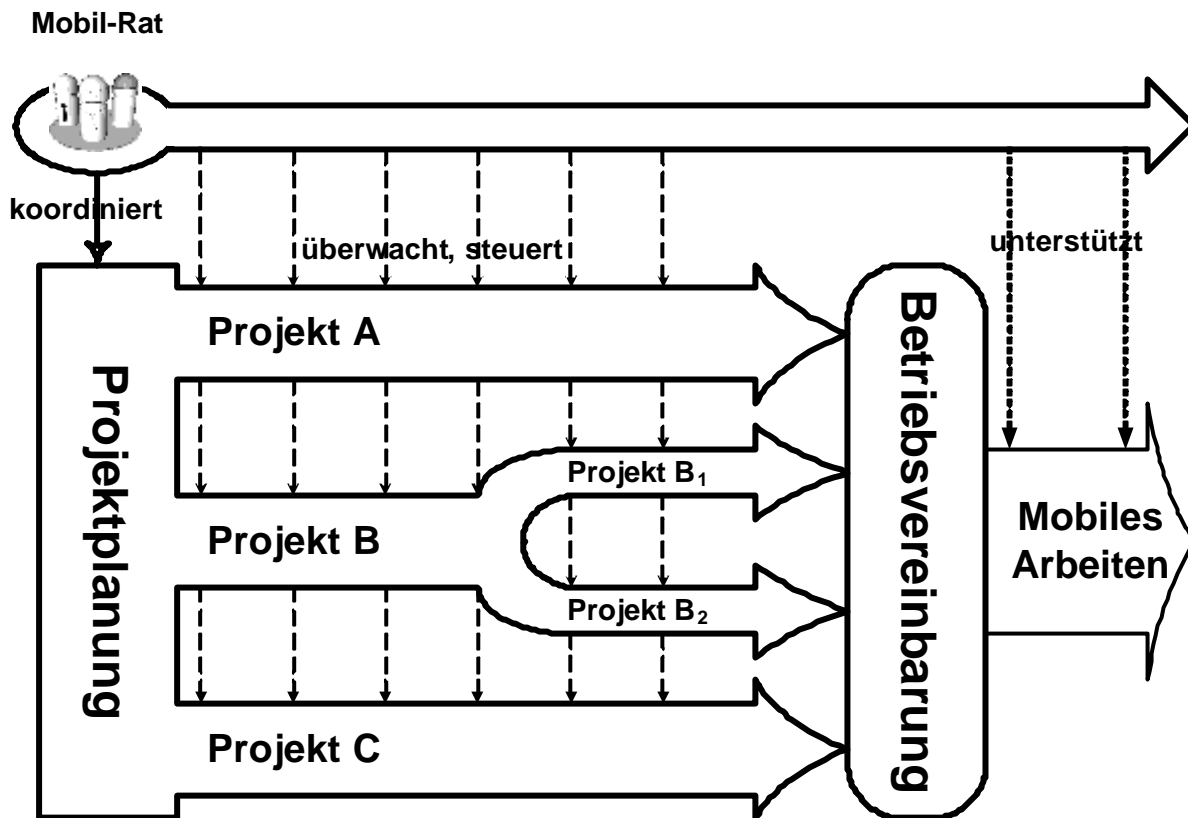 Mobil-Rat
koordiniert
überwacht, steuert
unterstützt
Projektplanung
Projekt A
Projekt B
Projekt B₁
Projekt B₂
Projekt C
Betriebsvereinbarung
Mobiles
Arbeiten